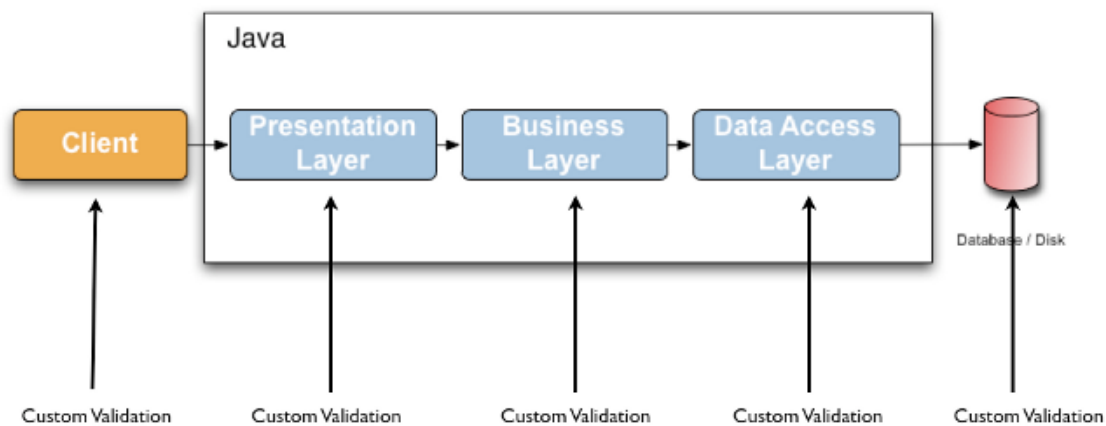 Java
Client
Presentation
Layer
Business
Layer
Data Access
Layer
Database / Disk
Custom Validation
Custom Validation
Custom Validation
Custom Validation
Custom Validation